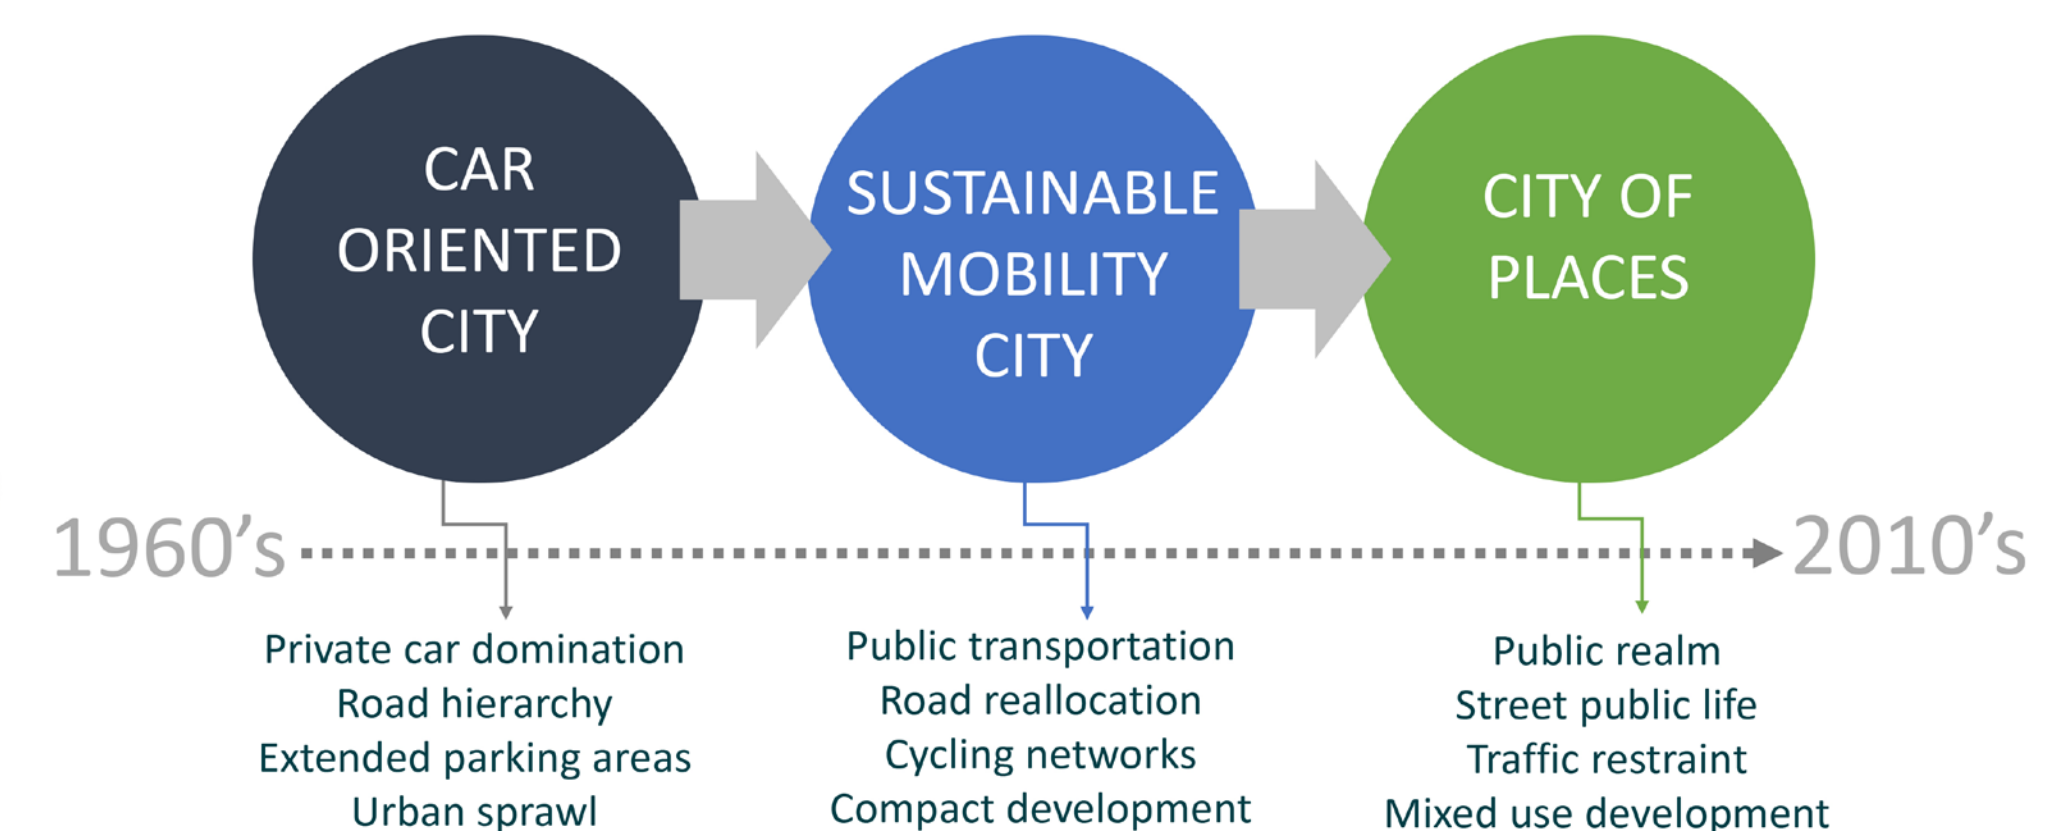 CAR
ORIENTED
CITY
SUSTAINABLE
MOBILITY
CITY
CITY OF
PLACES
1960’s
2010’s
Private car domination
Road hierarchy
Extended parking areas
Urban sprawl
Public transportation
Road reallocation
Cycling networks
Compact development
Public realm
Street public life
Traffic restraint
Mixed use development